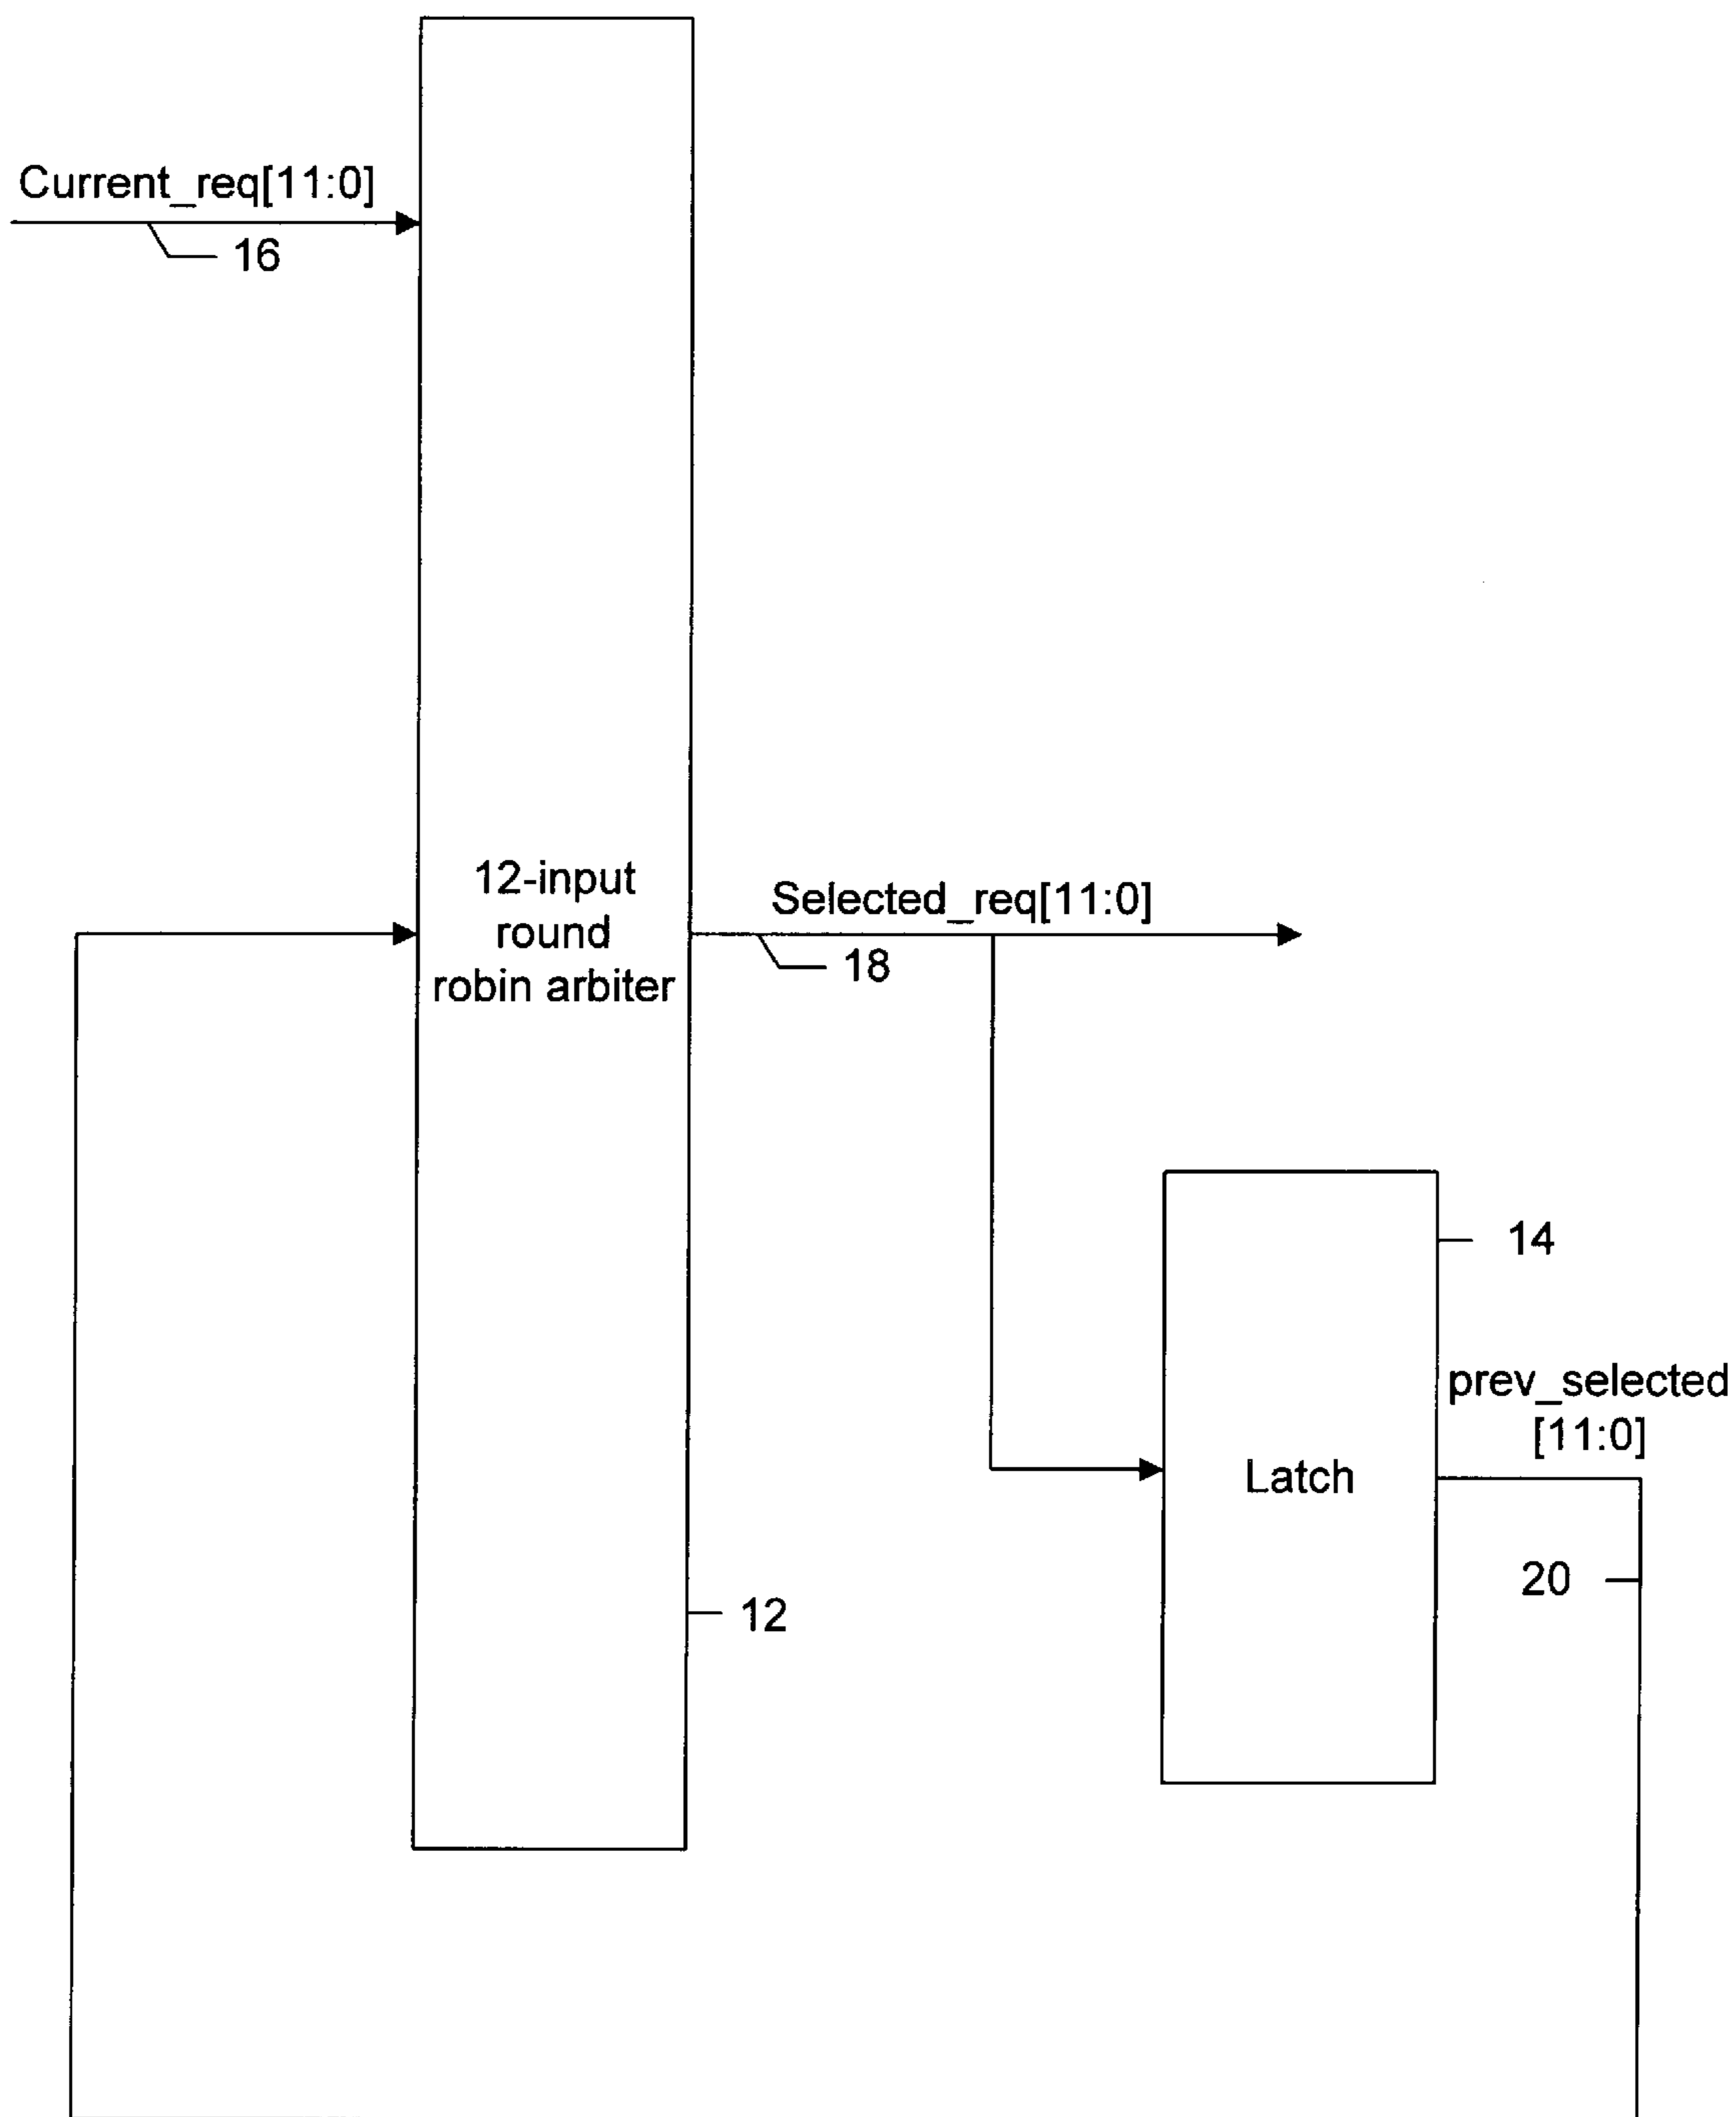 Current_req[11:0]
16
12-input
round
robin arbiter
Selected_req[11:0]
18
14
prev_selected
[11:0]
Latch
20
12